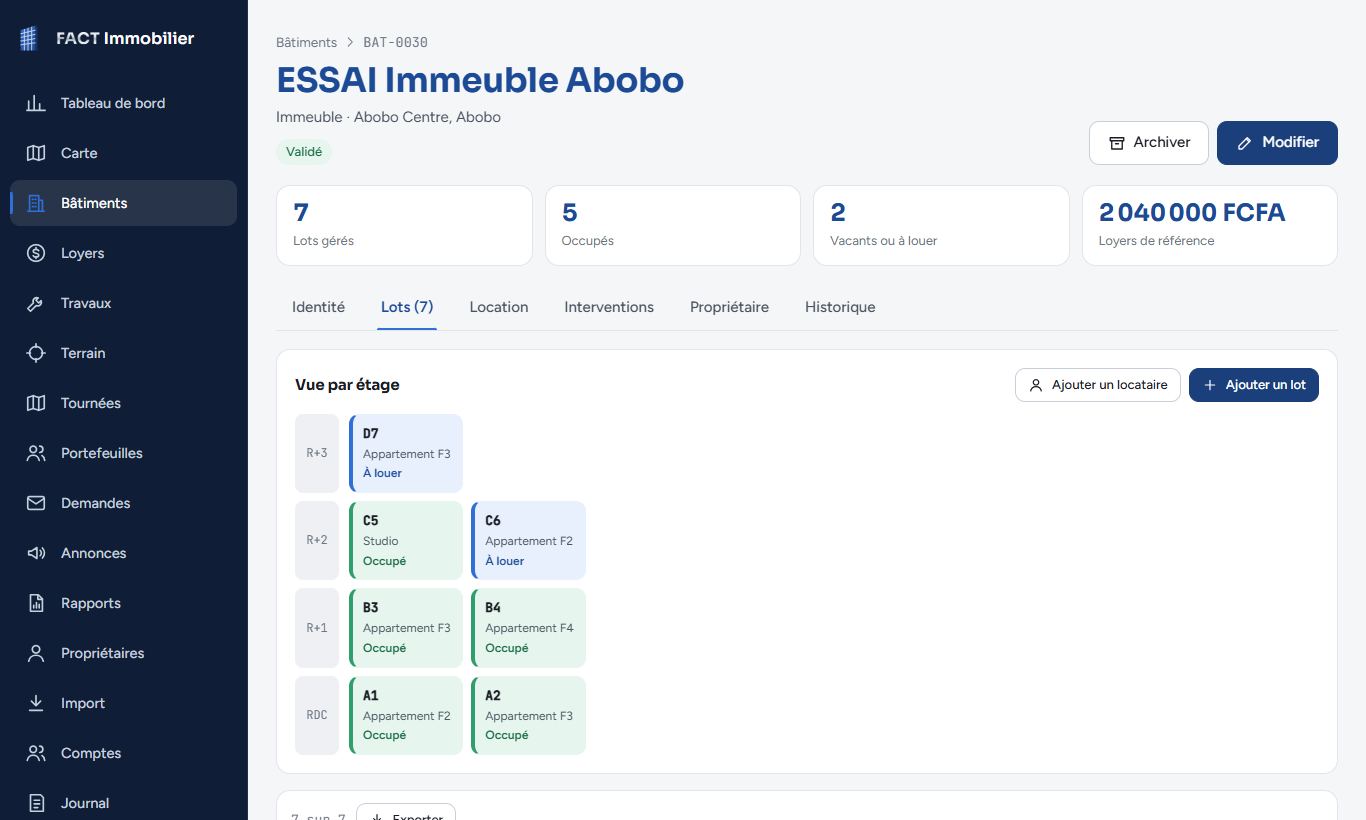 FACT Immobilier
Tableau de bord
Carte
Bâtiments
Loyers
Travaux
Terrain
Tournées
Portefeuilles
Demandes
Annonces
Rapports
Propriétaires
Import
Comptes
Journal
Bâtiments > BAT-0030
ESSAI Immeuble Abobo
Immeuble · Abobo Centre, Abobo
Validé
Archiver
Modifier
7
Lots gérés
5
Occupés
2
Vacants ou à louer
2 040 000 FCFA
Loyers de référence
Identité
Lots (7)
Location
Interventions
Propriétaire
Historique
Vue par étage
Ajouter un locataire
+ Ajouter un lot
R+3
D7
Appartement F3
À louer
R+2
C5
Studio
Occupé
C6
Appartement F2
À louer
R+1
B3
Appartement F3
Occupé
B4
Appartement F4
Occupé
RDC
A1
Appartement F2
Occupé
A2
Appartement F3
Occupé
7 sur 7
Exporter